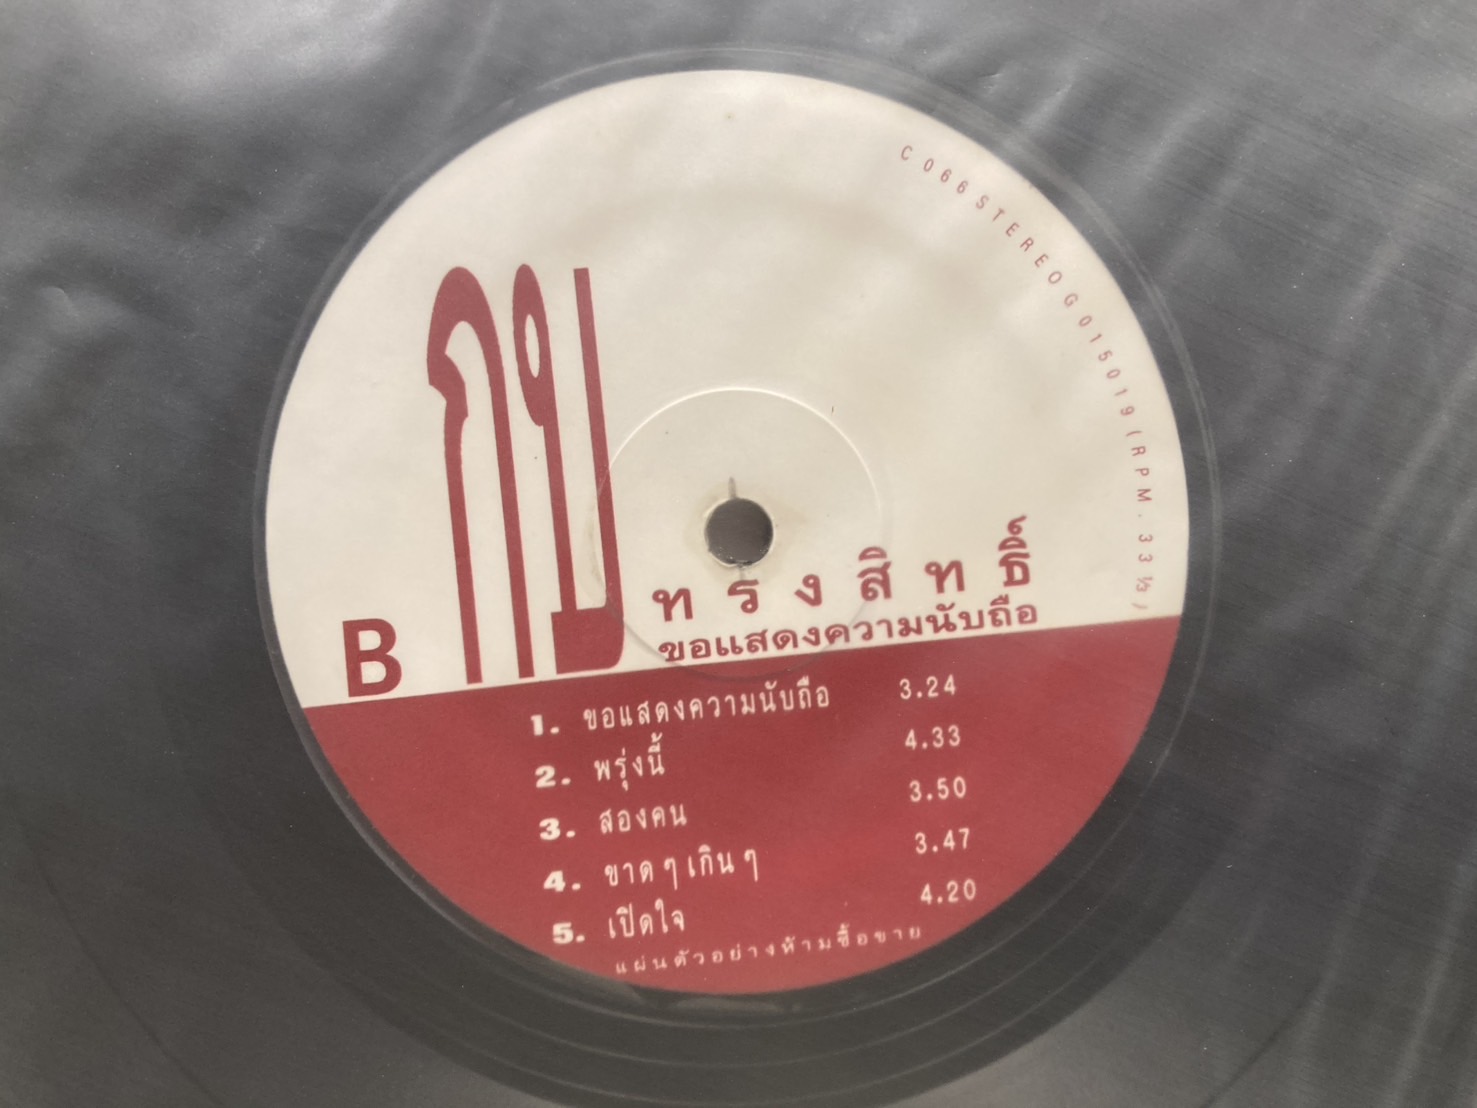 C 066 STEREO G 015019 (RPM. 33 ⅓)
กบ
B
ทรงสิทธิ์
ขอแสดงความนับถือ
1. ขอแสดงความนับถือ 3.24
2. พรุ่งนี้ 4.33
3. สองคน 3.50
4. ขาด ๆ เกิน ๆ 3.47
5. เปิดใจ 4.20
แผ่นตัวอย่างห้ามซื้อขาย